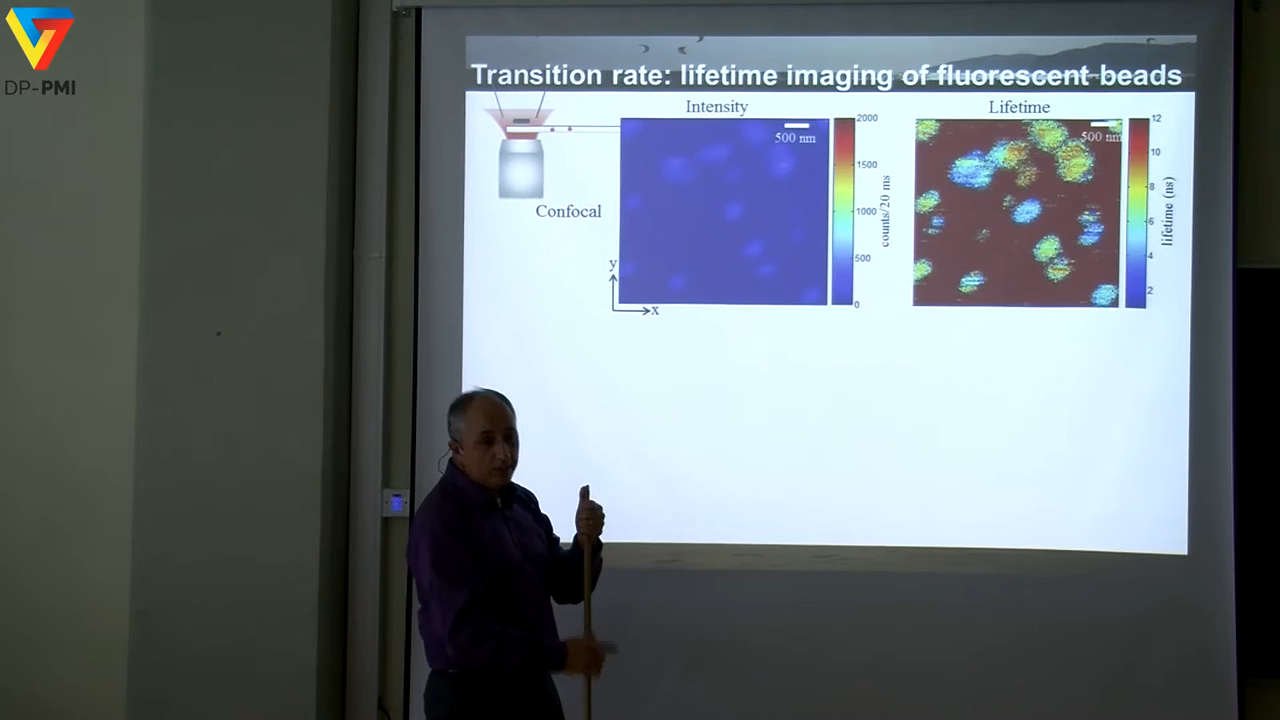 DP-PMI
Transition rate: lifetime imaging of fluorescent beads
Intensity
Lifetime
500 nm
2000
1500
1000
500
0
counts/20 ms
500 nm
12
10
8
6
4
2
lifetime (ns)
Confocal
y
x